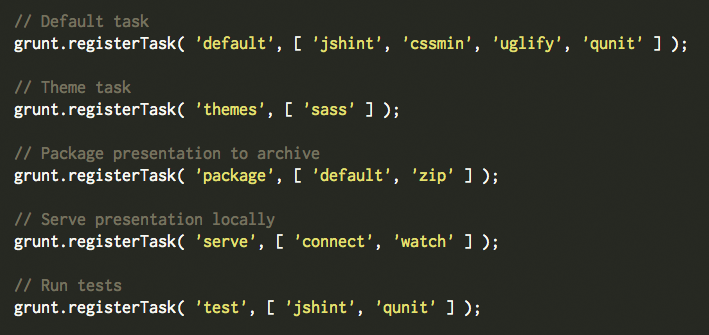 // Default task
grunt.registerTask( 'default', [ 'jshint', 'cssmin', 'uglify', 'qunit' ] );
// Theme task
grunt.registerTask( 'themes', [ 'sass' ] );
// Package presentation to archive
grunt.registerTask( 'package', [ 'default', 'zip' ] );
// Serve presentation locally
grunt.registerTask( 'serve', [ 'connect', 'watch' ] );
// Run tests
grunt.registerTask( 'test', [ 'jshint', 'qunit' ] );